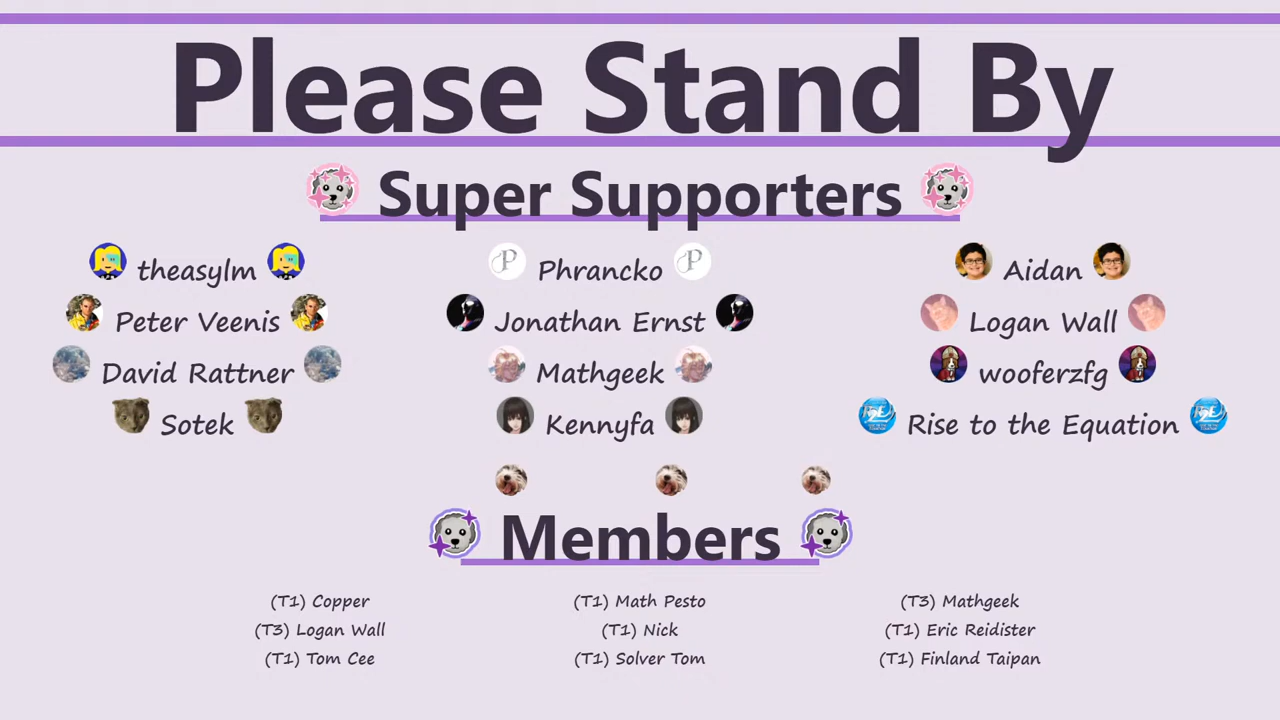 Please Stand By
Super Supporters
theasylm Phrancko Aidan
Peter Veenis Jonathan Ernst Logan Wall
David Rattner Mathgeek wooferzfg
Sotek Kennyfa Rise to the Equation
Members
(T1) Copper (T1) Math Pesto (T3) Mathgeek
(T3) Logan Wall (T1) Nick (T1) Eric Reidister
(T1) Tom Cee (T1) Solver Tom (T1) Finland Taipan